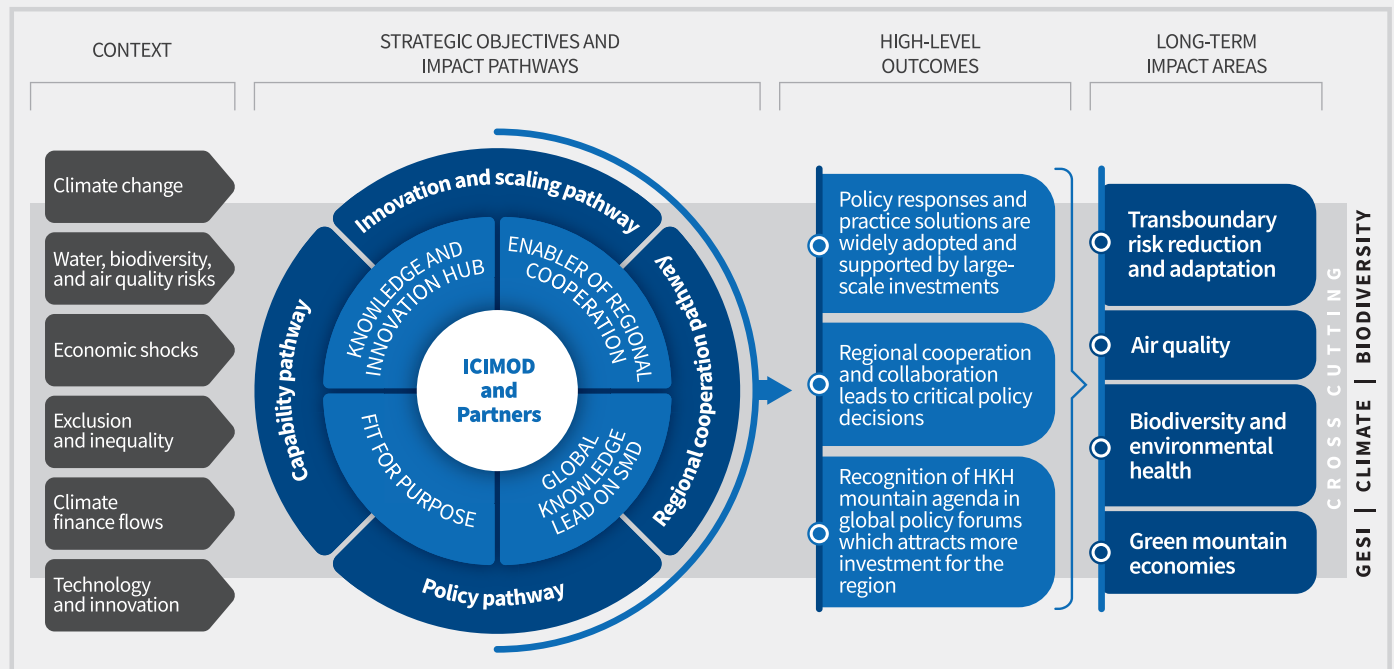 CONTEXT
STRATEGIC OBJECTIVES AND
IMPACT PATHWAYS
HIGH-LEVEL
OUTCOMES
LONG-TERM
IMPACT AREAS
Climate change
Water, biodiversity,
and air quality risks
Economic shocks
Exclusion
and inequality
Climate
finance flows
Technology
and innovation
Innovation and scaling pathway
Capability pathway
Regional cooperation pathway
Policy pathway
KNOWLEDGE AND
INNOVATION HUB
ENABLER OF REGIONAL
COOPERATION
FIT FOR PURPOSE
GLOBAL
KNOWLEDGE
LEAD ON SMD
ICIMOD
and
Partners
Policy responses and
practice solutions are
widely adopted and
supported by large-
scale investments
Regional cooperation
and collaboration
leads to critical policy
decisions
Recognition of HKH
mountain agenda in
global policy forums
which attracts more
investment for the
region
Transboundary
risk reduction
and adaptation
Air quality
Biodiversity and
environmental
health
Green mountain
economies
CROSS CUTTING
GESI | CLIMATE | BIODIVERSITY